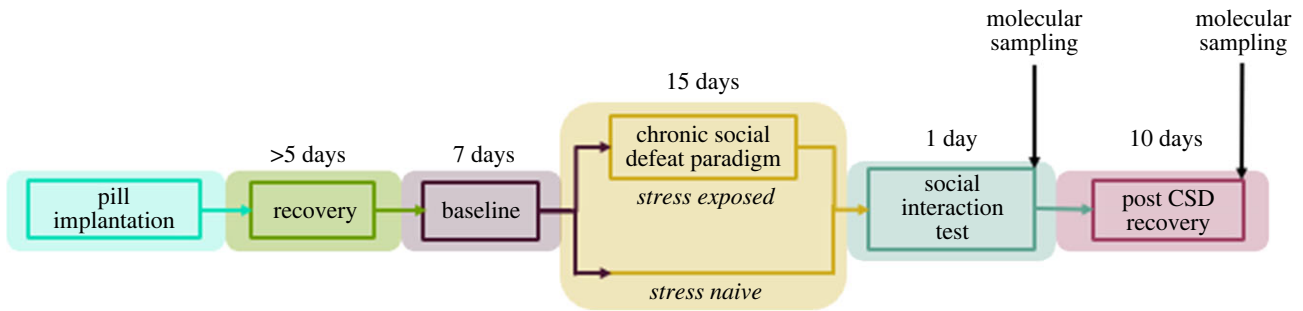 pill
implantation
>5 days
recovery
7 days
baseline
15 days
chronic social
defeat paradigm
stress exposed
stress naive
1 day
social
interaction
test
molecular
sampling
10 days
post CSD
recovery
molecular
sampling